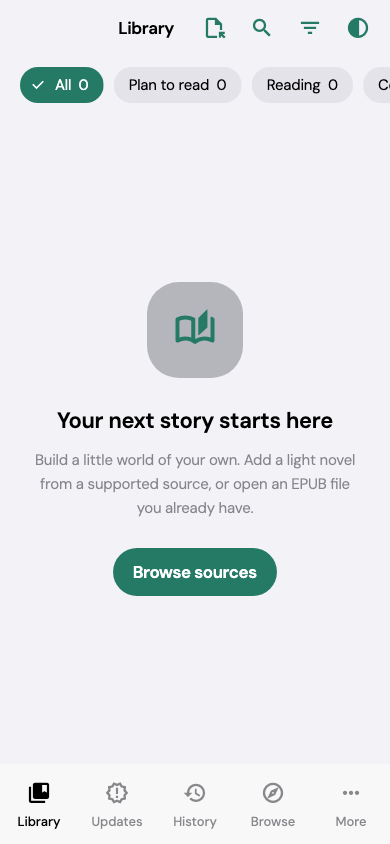 Library
All 0
Plan to read 0
Reading 0
Your next story starts here
Build a little world of your own. Add a light novel
from a supported source, or open an EPUB file
you already have.
Browse sources
Library
Updates
History
Browse
More